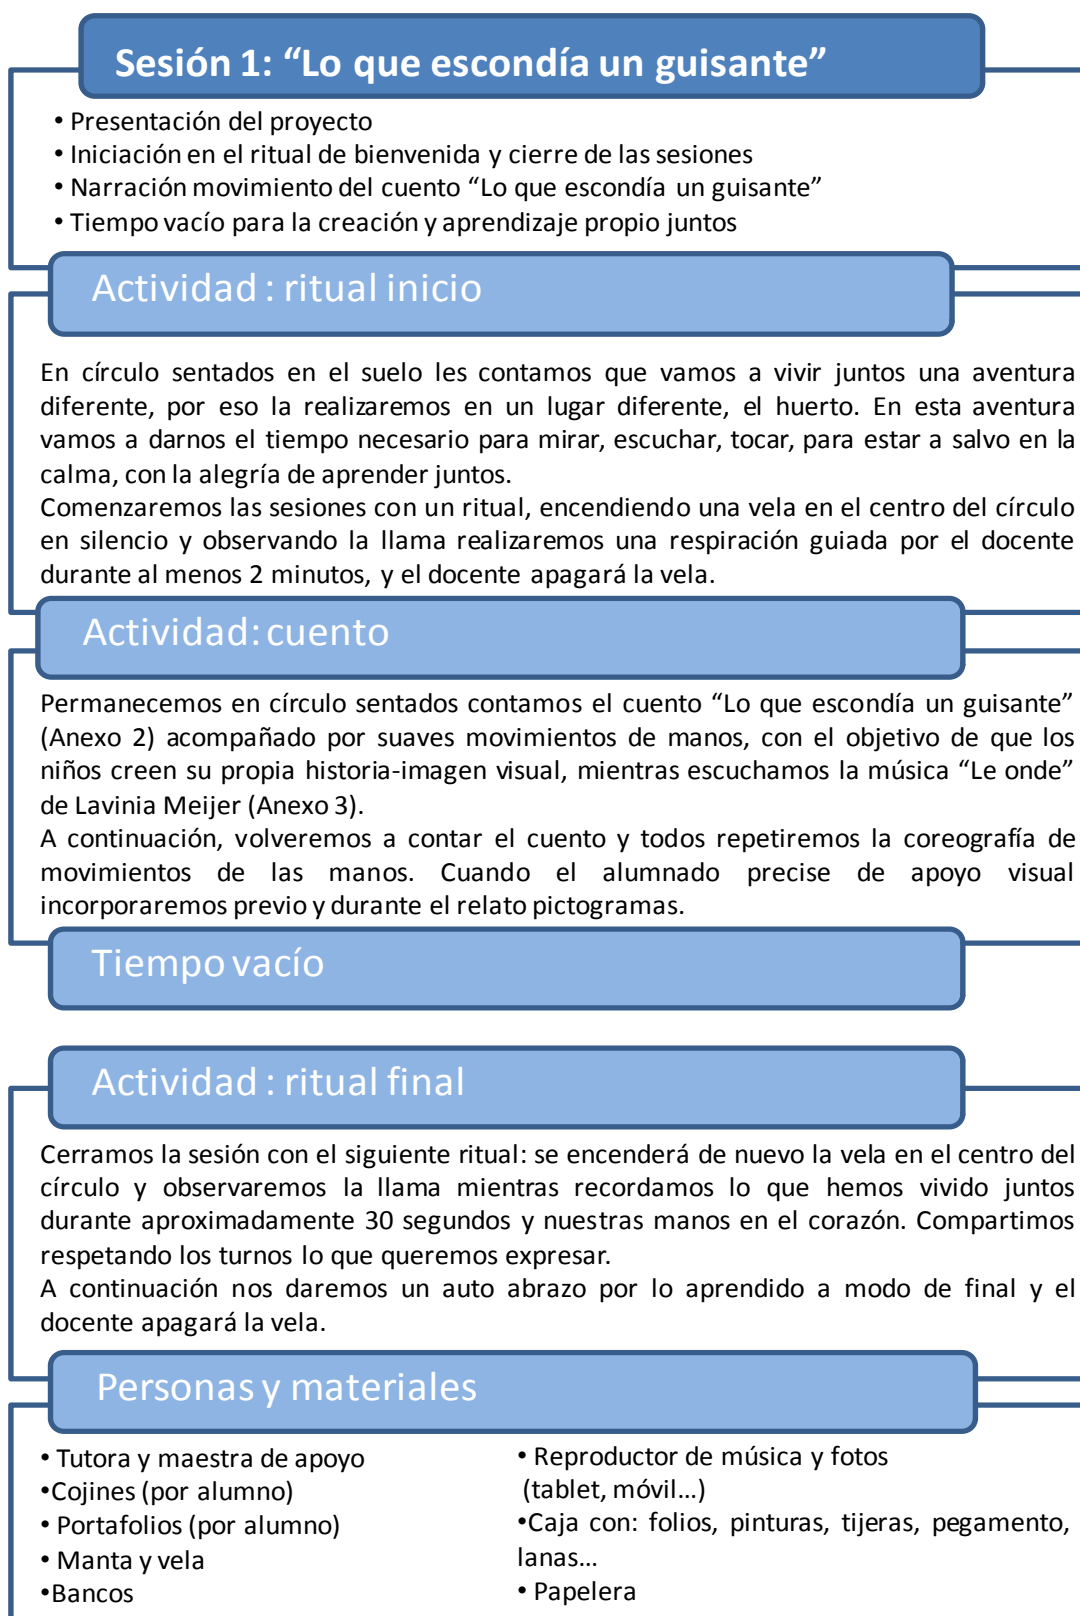 Sesión 1: “Lo que escondía un guisante”
• Presentación del proyecto
• Iniciación en el ritual de bienvenida y cierre de las sesiones
• Narración movimiento del cuento “Lo que escondía un guisante”
• Tiempo vacío para la creación y aprendizaje propio juntos
Actividad : ritual inicio
En círculo sentados en el suelo les contamos que vamos a vivir juntos una aventura
diferente, por eso la realizaremos en un lugar diferente, el huerto. En esta aventura
vamos a darnos el tiempo necesario para mirar, escuchar, tocar, para estar a salvo en la
calma, con la alegría de aprender juntos.
Comenzaremos las sesiones con un ritual, encendiendo una vela en el centro del círculo
en silencio y observando la llama realizaremos una respiración guiada por el docente
durante al menos 2 minutos, y el docente apagará la vela.
Actividad: cuento
Permanecemos en círculo sentados contamos el cuento “Lo que escondía un guisante”
(Anexo 2) acompañado por suaves movimientos de manos, con el objetivo de que los
niños creen su propia historia-imagen visual, mientras escuchamos la música “Le onde”
de Lavinia Meijer (Anexo 3).
A continuación, volveremos a contar el cuento y todos repetiremos la coreografía de
movimientos de las manos. Cuando el alumnado precise de apoyo visual
incorporaremos previo y durante el relato pictogramas.
Tiempo vacío
Actividad : ritual final
Cerramos la sesión con el siguiente ritual: se encenderá de nuevo la vela en el centro del
círculo y observaremos la llama mientras recordamos lo que hemos vivido juntos
durante aproximadamente 30 segundos y nuestras manos en el corazón. Compartimos
respetando los turnos lo que queremos expresar.
A continuación nos daremos un auto abrazo por lo aprendido a modo de final y el
docente apagará la vela.
Personas y materiales
• Tutora y maestra de apoyo
•Cojines (por alumno)
• Portafolios (por alumno)
• Manta y vela
•Bancos
• Reproductor de música y fotos
(tablet, móvil...)
•Caja con: folios, pinturas, tijeras, pegamento,
lanas...
• Papelera